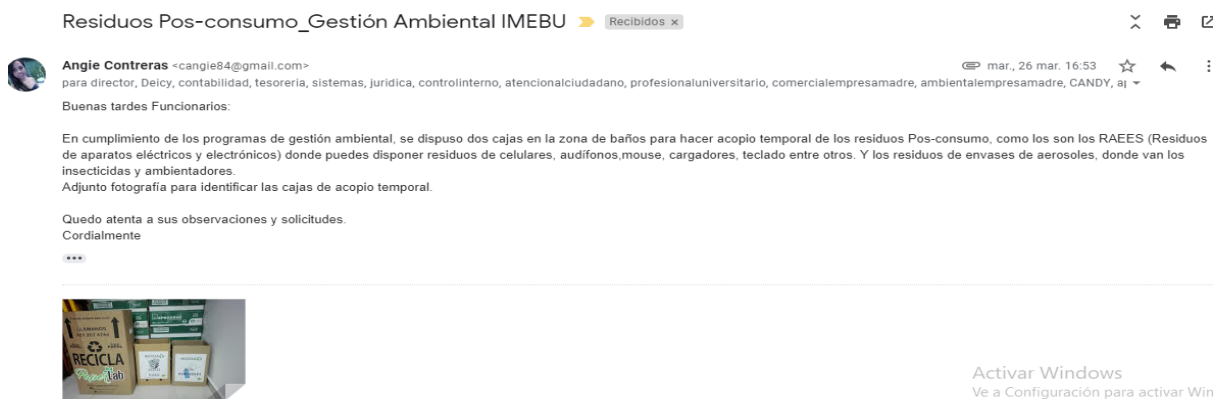 Residuos Pos-consumo_Gestión Ambiental IMEBU
Recibidos x
Angie Contreras <cangie84@gmail.com>
mar., 26 mar. 16:53
para director, Deicy, contabilidad, tesoreria, sistemas, juridica, controlinterno, atencionalciudadano, profesionaluniversitario, comercialempresamadre, ambientalempresamadre, CANDY,
Buenas tardes Funcionarios:
En cumplimiento de los programas de gestión ambiental, se dispuso dos cajas en la zona de baños para hacer acopio temporal de los residuos Pos-consumo, como los son los RAEES (Residuos
de aparatos eléctricos y electrónicos) donde puedes disponer residuos de celulares, audífonos,mouse, cargadores, teclado entre otros. Y los residuos de envases de aerosoles, donde van los
insecticidas y ambientadores.
Adjunto fotografía para identificar las cajas de acopio temporal.
Quedo atenta a sus observaciones y solicitudes.
Cordialmente
RECICLA
Activar Windows
Ve a Configuración para activar Win